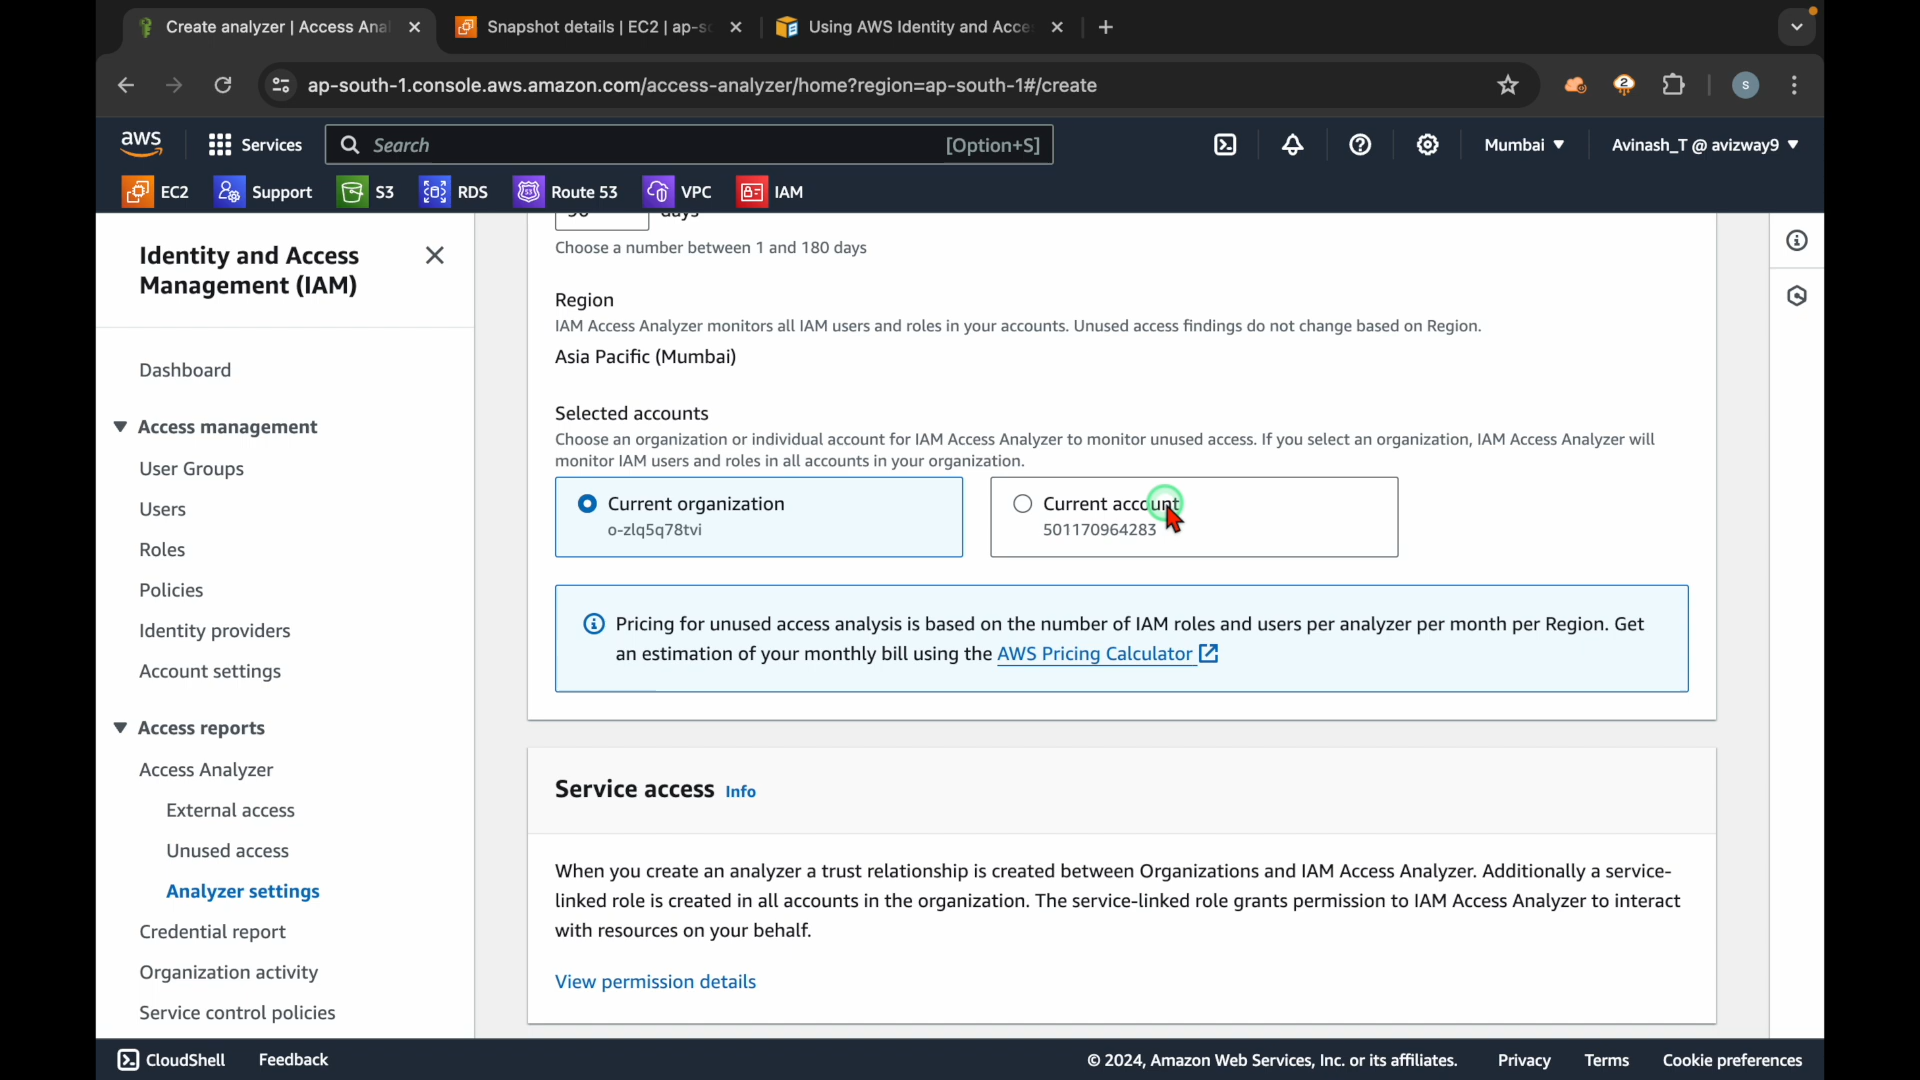 Create analyzer | Access Anal
Snapshot details | EC2 | ap-so
Using AWS Identity and Acce
ap-south-1.console.aws.amazon.com/access-analyzer/home?region=ap-south-1#/create
2
s
aws
Services
Search
[Option+S]
Mumbai
Avinash_T @ avizway9
EC2
Support
S3
RDS
Route 53
VPC
IAM
Identity and Access
Management (IAM)
Dashboard
Access management
User Groups
Users
Roles
Policies
Identity providers
Account settings
Access reports
Access Analyzer
External access
Unused access
Analyzer settings
Credential report
Organization activity
Service control policies
90 days
Choose a number between 1 and 180 days
Region
IAM Access Analyzer monitors all IAM users and roles in your accounts. Unused access findings do not change based on Region.
Asia Pacific (Mumbai)
Selected accounts
Choose an organization or individual account for IAM Access Analyzer to monitor unused access. If you select an organization, IAM Access Analyzer will
monitor IAM users and roles in all accounts in your organization.
Current organization
o-zlq5q78tvi
Current account
501170964283
Pricing for unused access analysis is based on the number of IAM roles and users per analyzer per month per Region. Get
an estimation of your monthly bill using the AWS Pricing Calculator
Service access Info
When you create an analyzer a trust relationship is created between Organizations and IAM Access Analyzer. Additionally a service-
linked role is created in all accounts in the organization. The service-linked role grants permission to IAM Access Analyzer to interact
with resources on your behalf.
View permission details
CloudShell
Feedback
© 2024, Amazon Web Services, Inc. or its affiliates.
Privacy
Terms
Cookie preferences